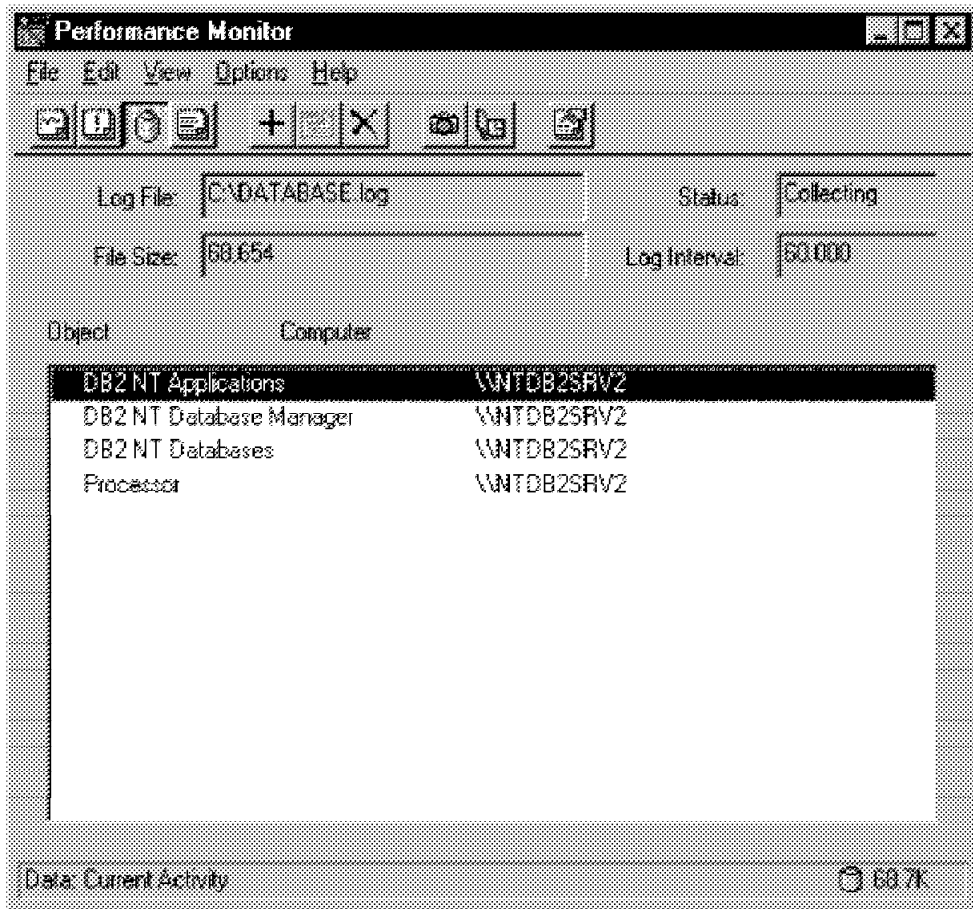 Performance Monitor
File Edit View Options Help
Log File: C:\DATABASE.log Status: Collecting
File Size: 68.654 Log Interval: 60.000
Object Computer
DB2 NT Applications \\NTDB2SRV2
DB2 NT Database Manager \\NTDB2SRV2
DB2 NT Databases \\NTDB2SRV2
Processor \\NTDB2SRV2
Data: Current Activity 68.7K